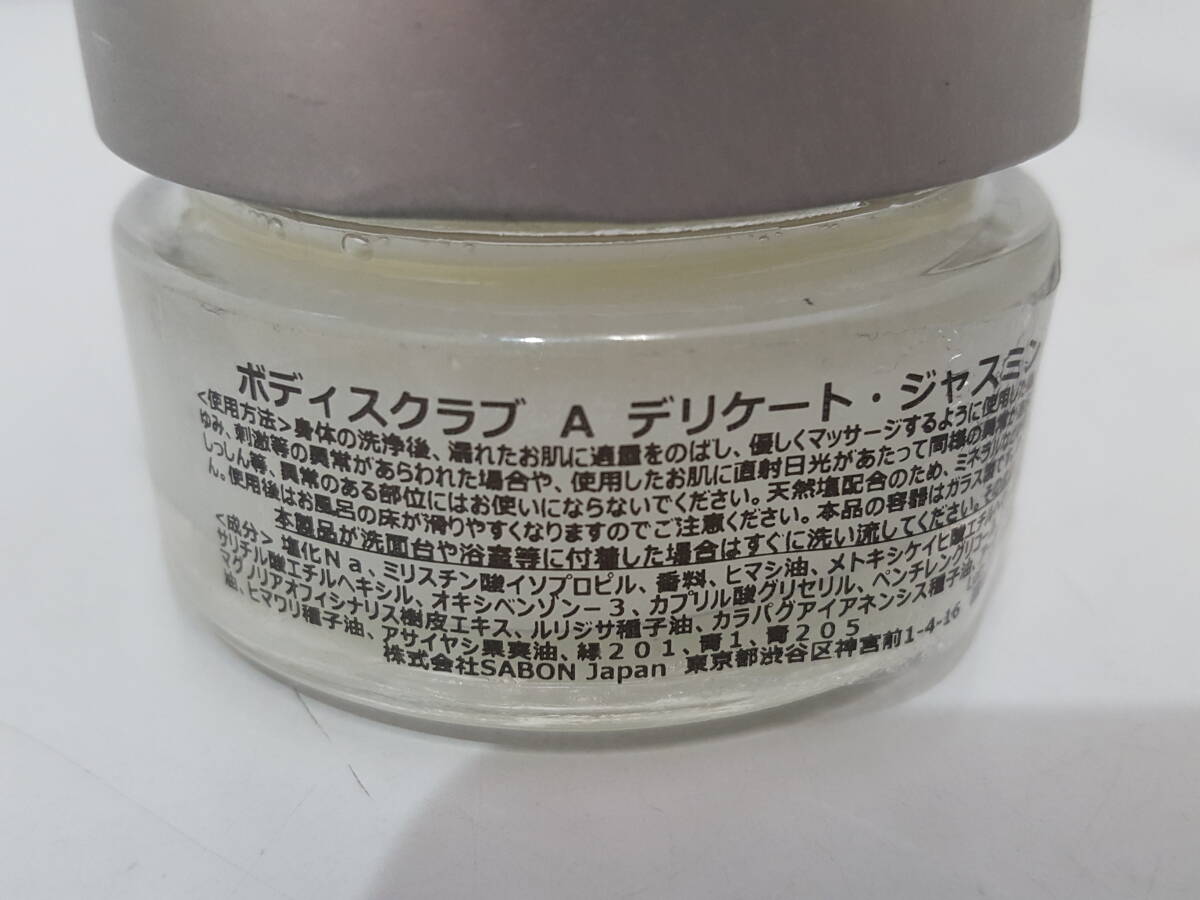 ボディスクラブ A デリケート・ジャスミン
<使用方法>身体の洗浄後、濡れたお肌に適量をのばし、優しくマッサージするように使用した
ゆみ、刺激等の異常があらわれた場合や、使用したお肌に直射日光があたって同様の異常が
しっしん等、異常のある部位にはお使いにならないでください。天然塩配合のため、ミネラル
ん。使用後はお風呂の床が滑りやすくなりますのでご注意ください。本品の容器はガラス
本製品が洗面台や浴室等に付着した場合はすぐに洗い流してください。
<成分> 塩化Na、ミリスチン酸イソプロピル、香料、ヒマシ油、メトキシケイヒ酸エチル
サリチル酸エチルヘキシル、オキシベンゾン-3、カプリル酸グリセリル、ペンチレングリコー
マグノリアオフィシナリス樹皮エキス、ルリジサ種子油、カラパグアイアネンシス種子油、
油、ヒマワリ種子油、アサイヤシ果実油、緑201、青1、青205
株式会社SABON Japan 東京都渋谷区神宮前1-4-16